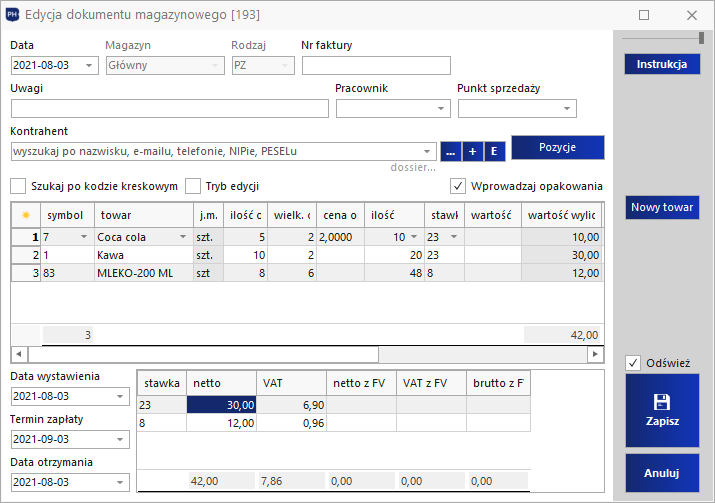 PH+ Edycja dokumentu magazynowego [193]
Data Magazyn Rodzaj Nr faktury
2021-08-03 Główny PZ
Instrukcja
Uwagi Pracownik Punkt sprzedaży
Kontrahent
wyszukaj po nazwisku, e-mailu, telefonie, NIPie, PESELu ... + E Pozycje
dossier...
Szukaj po kodzie kreskowym Tryb edycji Wprowadzaj opakowania
Nowy towar
symbol towar j.m. ilość o wielk. o cena o ilość stawk wartość wartość wylic
1 7 Coca cola szt. 5 2 2,0000 10 23 10,00
2 1 Kawa szt. 10 2 20 23 30,00
3 83 MLEKO-200 ML szt 8 6 48 8 12,00
3 42,00
Odśwież
Data wystawienia
2021-08-03
Termin zapłaty
2021-09-03
Data otrzymania
2021-08-03
stawka netto VAT netto z FV VAT z FV brutto z F
23 30,00 6,90
8 12,00 0,96
42,00 7,86 0,00 0,00 0,00
Zapisz
Anuluj